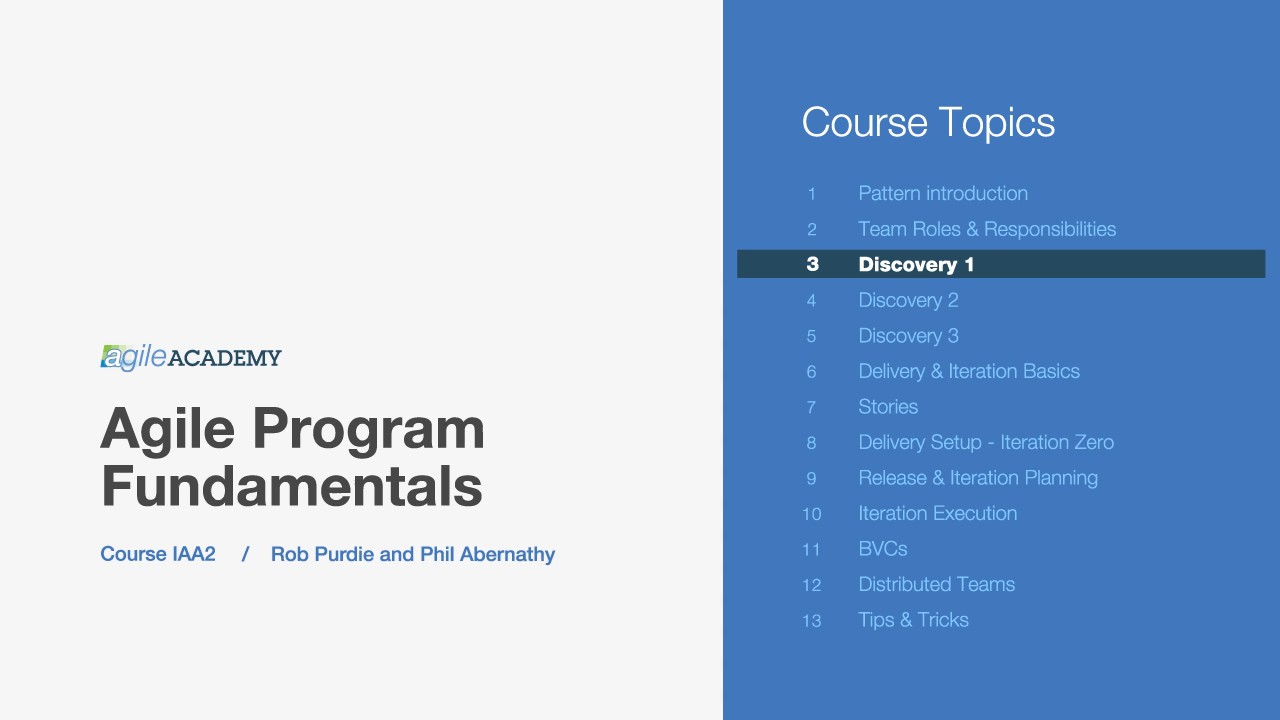 agileACADEMY
Agile Program
Fundamentals
Course IAA2 / Rob Purdie and Phil Abernathy
Course Topics
1 Pattern introduction
2 Team Roles & Responsibilities
3 Discovery 1
4 Discovery 2
5 Discovery 3
6 Delivery & Iteration Basics
7 Stories
8 Delivery Setup - Iteration Zero
9 Release & Iteration Planning
10 Iteration Execution
11 BVCs
12 Distributed Teams
13 Tips & Tricks